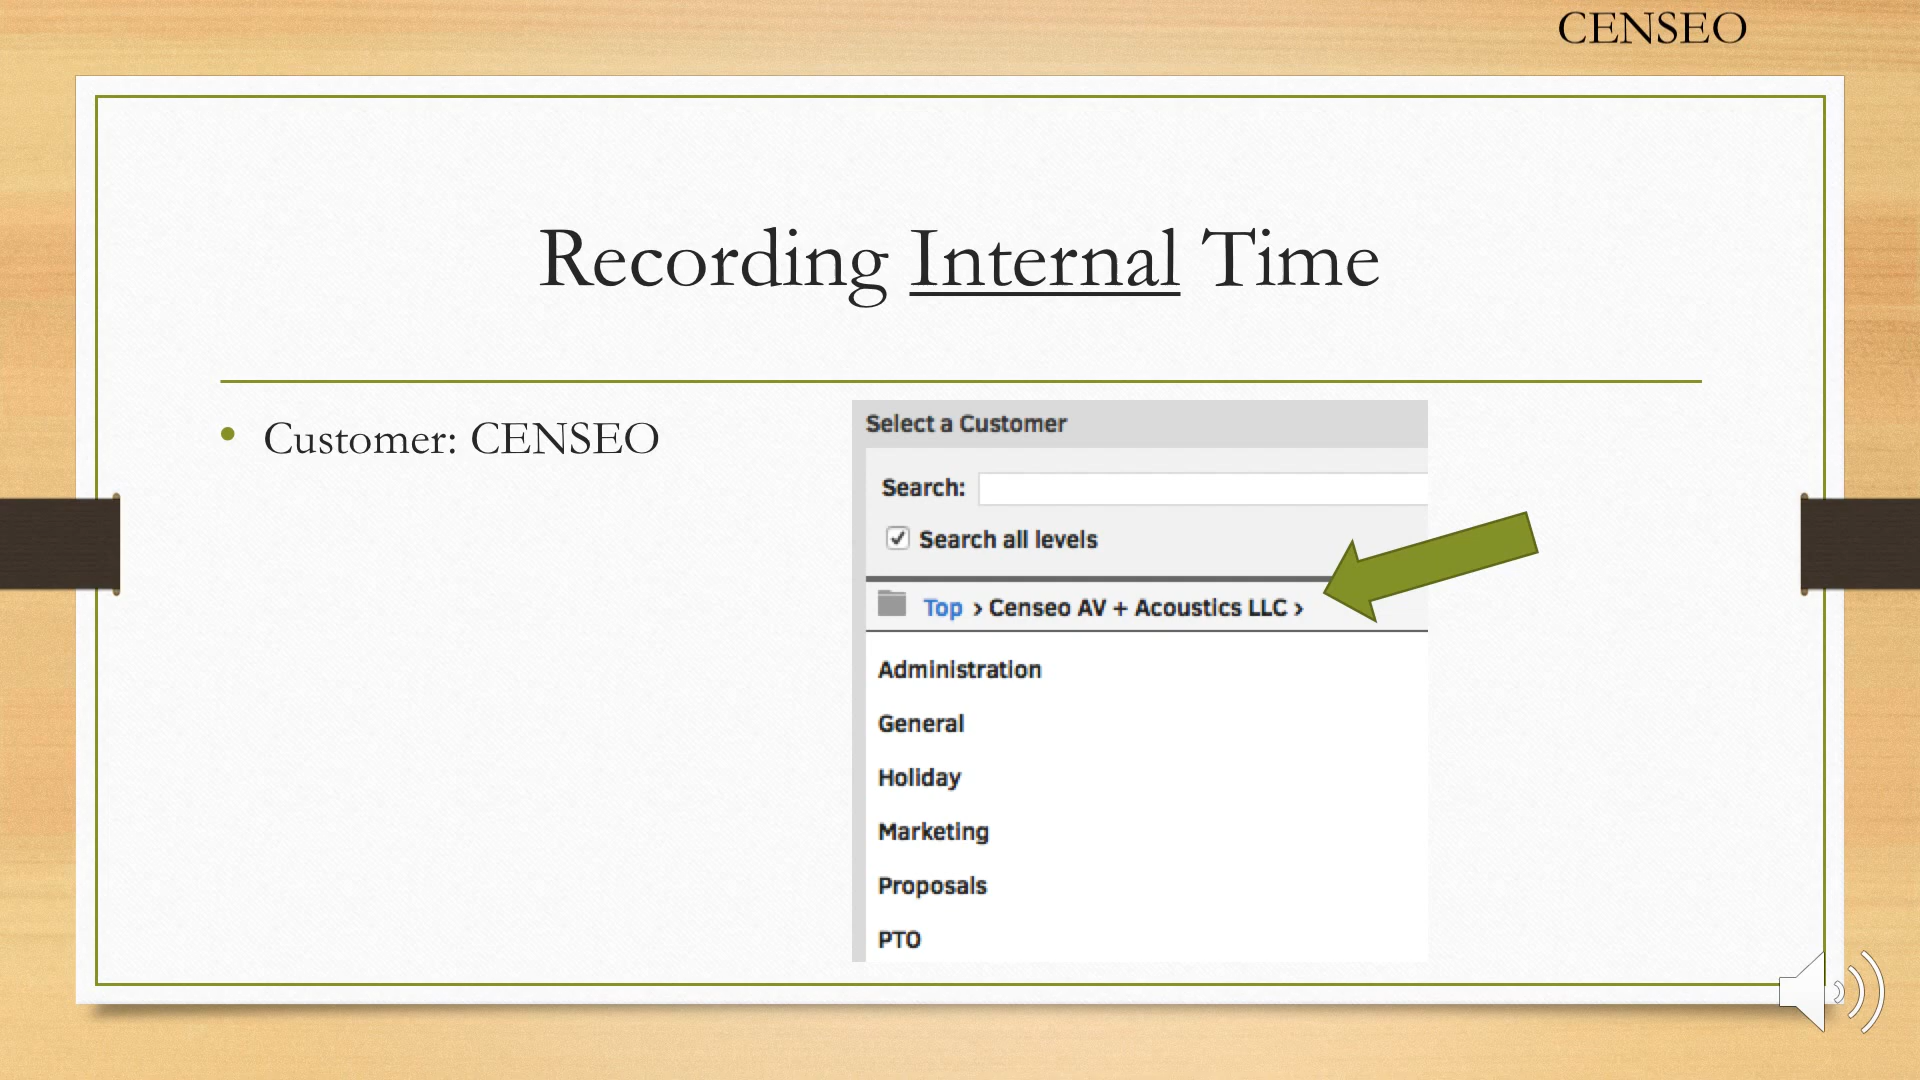 CENSEO
Recording Internal Time
• Customer: CENSEO
Select a Customer
Search:
Search all levels
Top > Censeo AV + Acoustics LLC >
Administration
General
Holiday
Marketing
Proposals
PTO